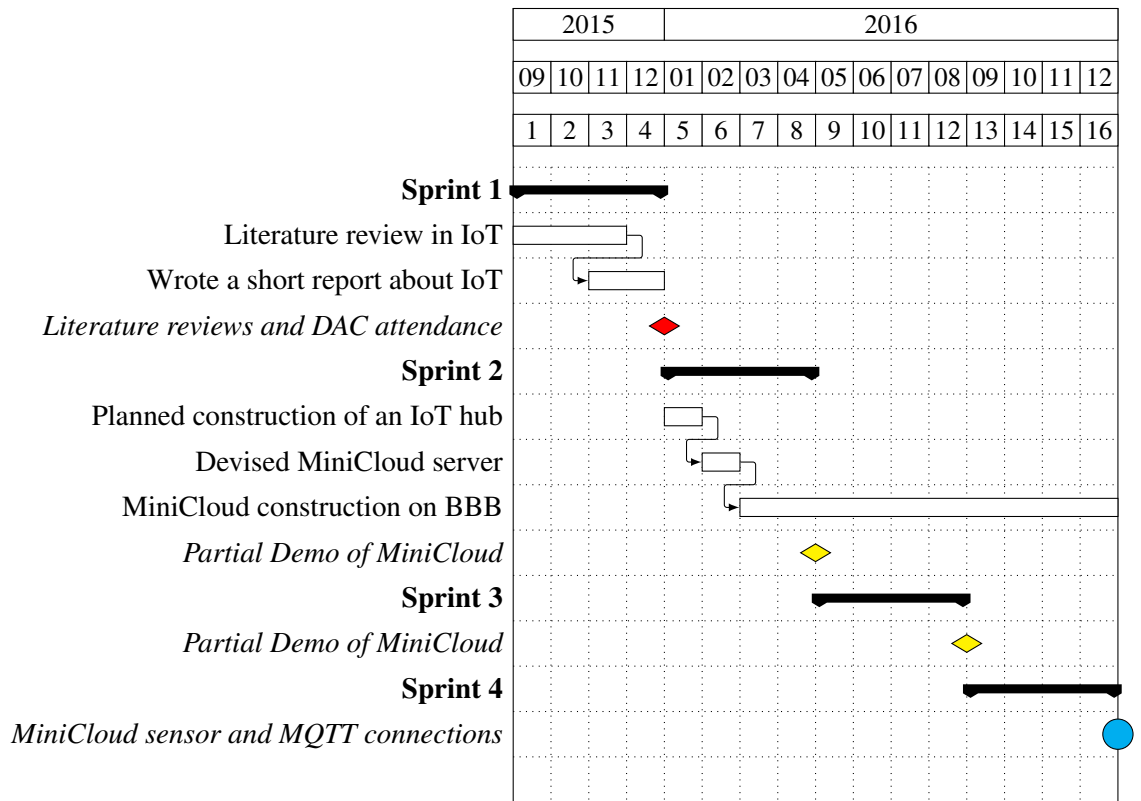 2015 2016
09 10 11 12 01 02 03 04 05 06 07 08 09 10 11 12
1 2 3 4 5 6 7 8 9 10 11 12 13 14 15 16
Sprint 1
Literature review in IoT
Wrote a short report about IoT
Literature reviews and DAC attendance
Sprint 2
Planned construction of an IoT hub
Devised MiniCloud server
MiniCloud construction on BBB
Partial Demo of MiniCloud
Sprint 3
Partial Demo of MiniCloud
Sprint 4
MiniCloud sensor and MQTT connections